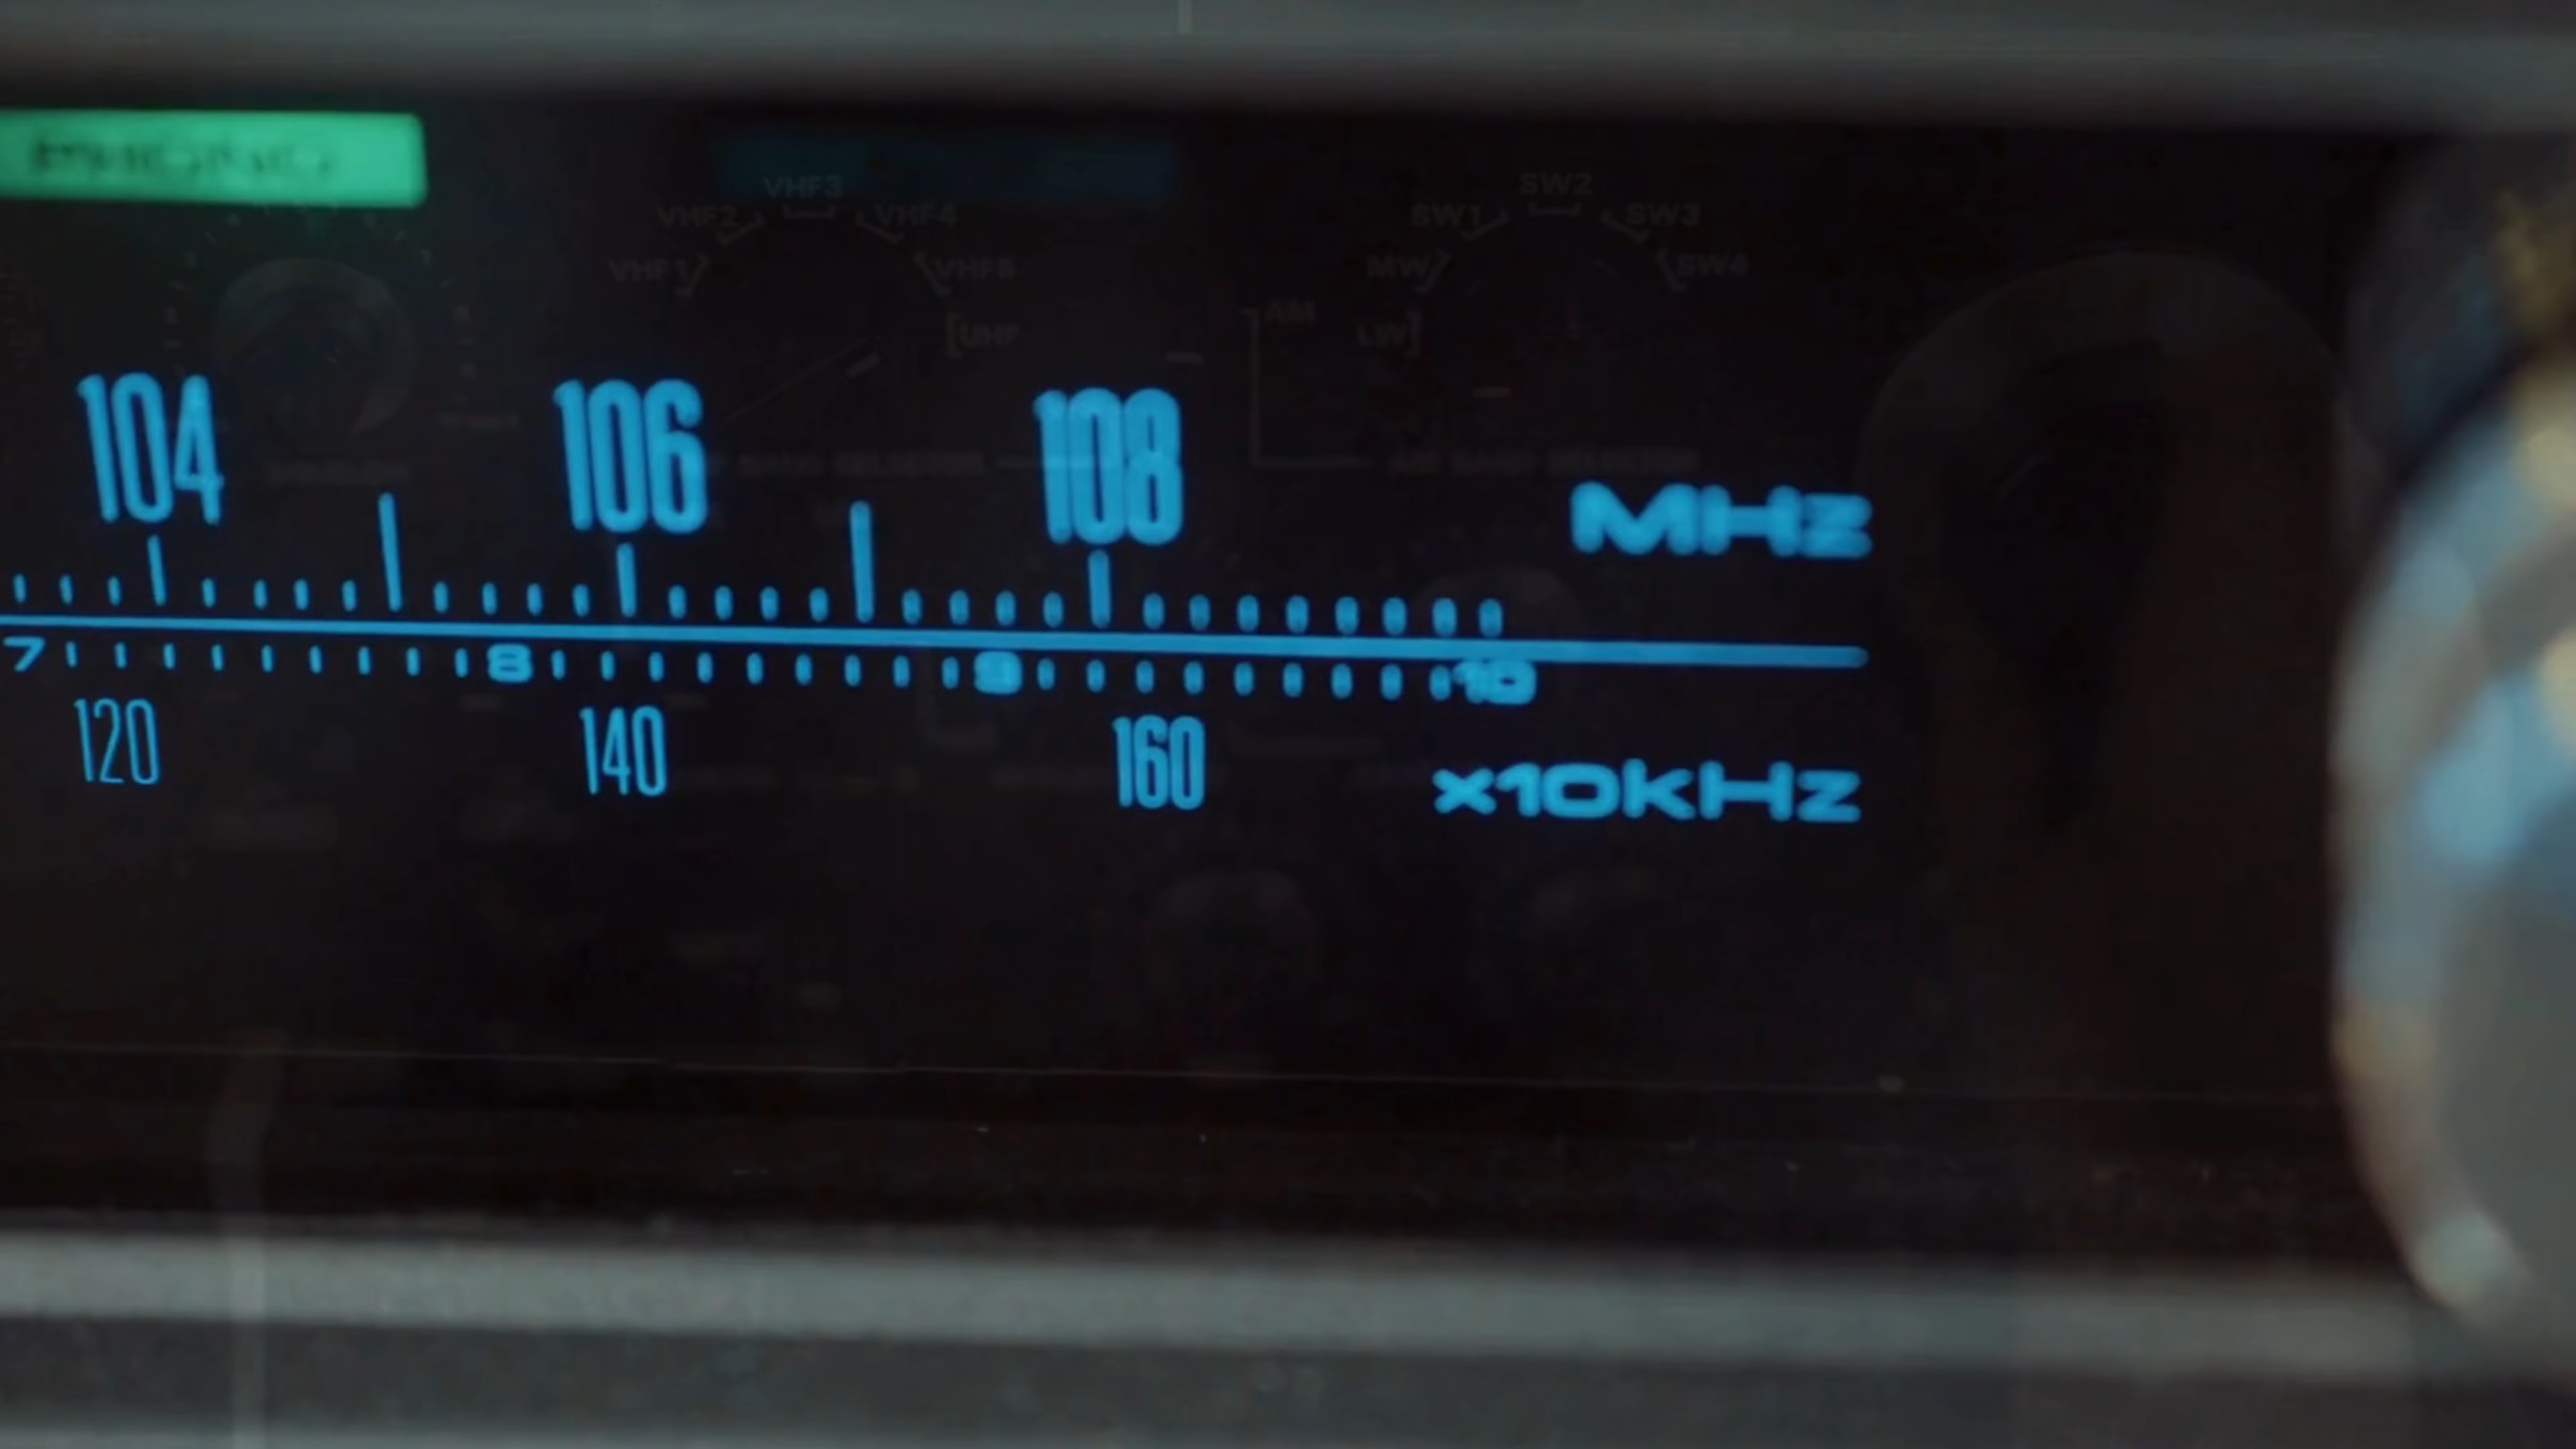 VHF3 SW2
VHF2 VHF4 SW1 SW3
VHF1 VHF5 MW SW4
AM
UHF LW
104 106 108
MHz
7 8 9 10
120 140 160
x10kHz